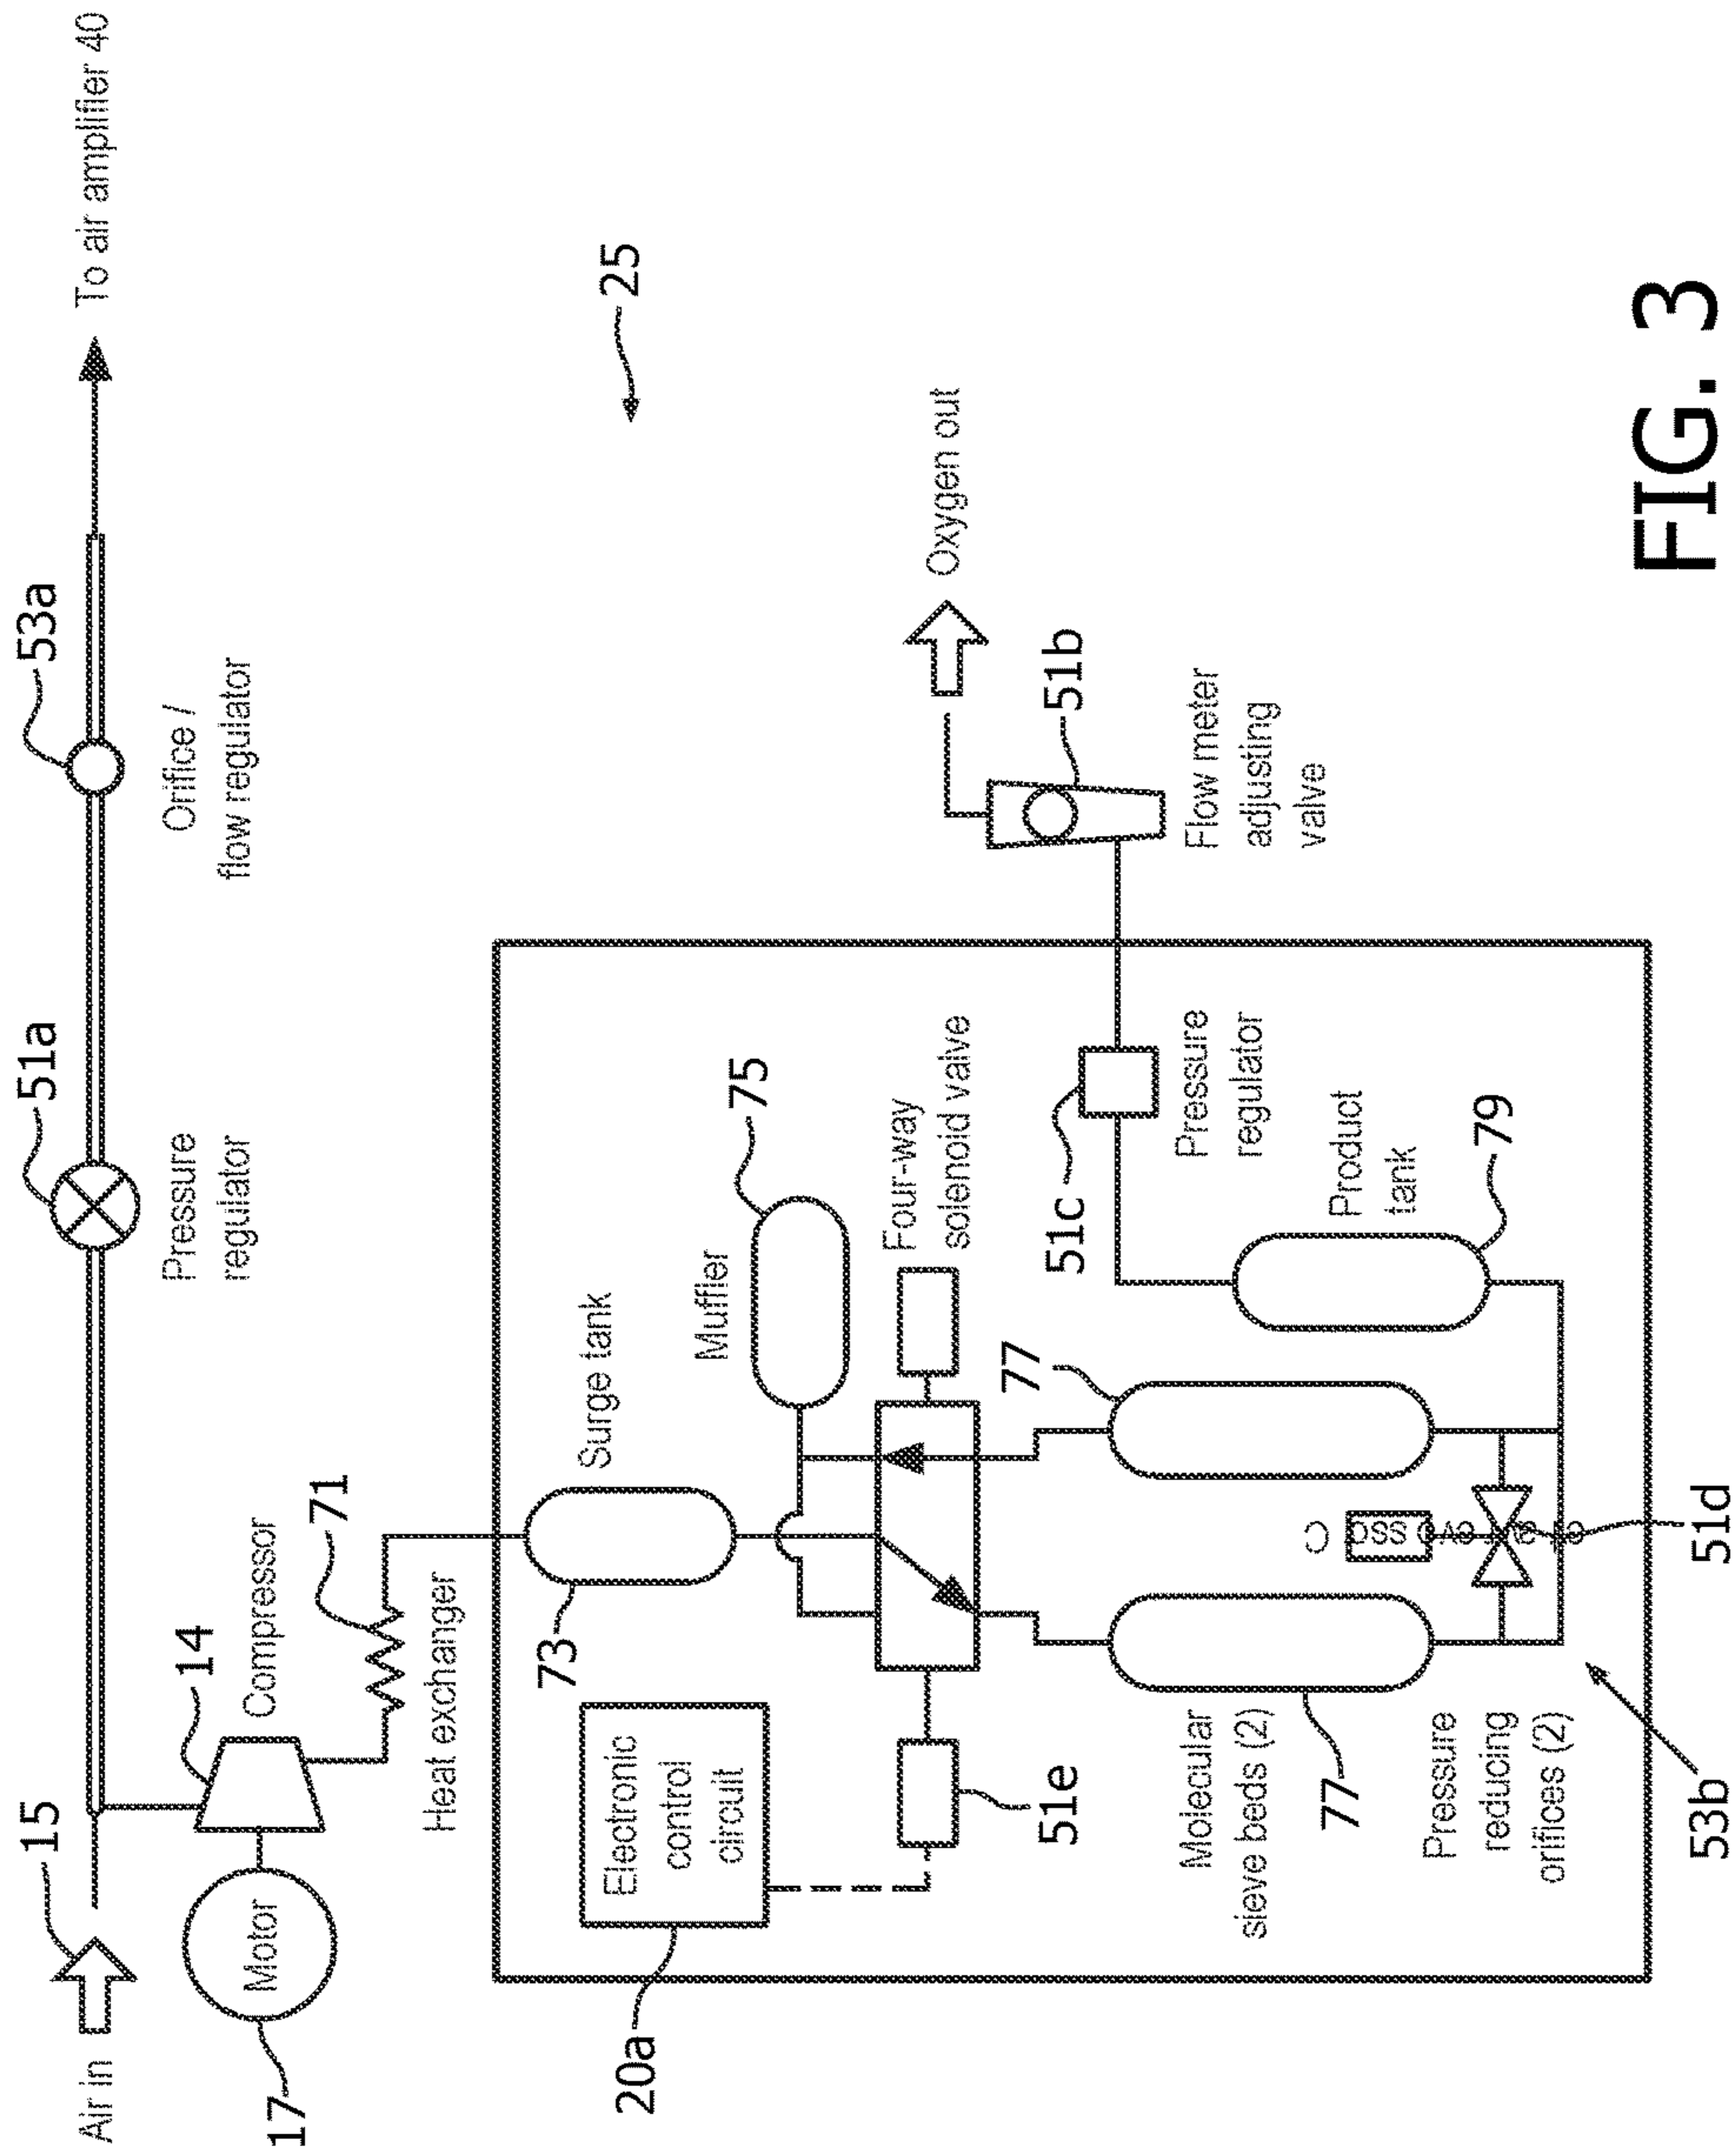 Air in
15
51a
53a
To air amplifier 40
Pressure
regulator
Orifice /
flow regulator
17
Motor
14
Compressor
71
Heat exchanger
25
73
Surge tank
75
Muffler
Four-way
solenoid valve
Oxygen out
20a
Electronic
control
circuit
51e
51c
51b
Pressure
regulator
Flow meter
adjusting
valve
Molecular
sieve beds (2)
77
77
Product
tank
79
Pressure
reducing
orifices (2)
53b
51d
FIG. 3